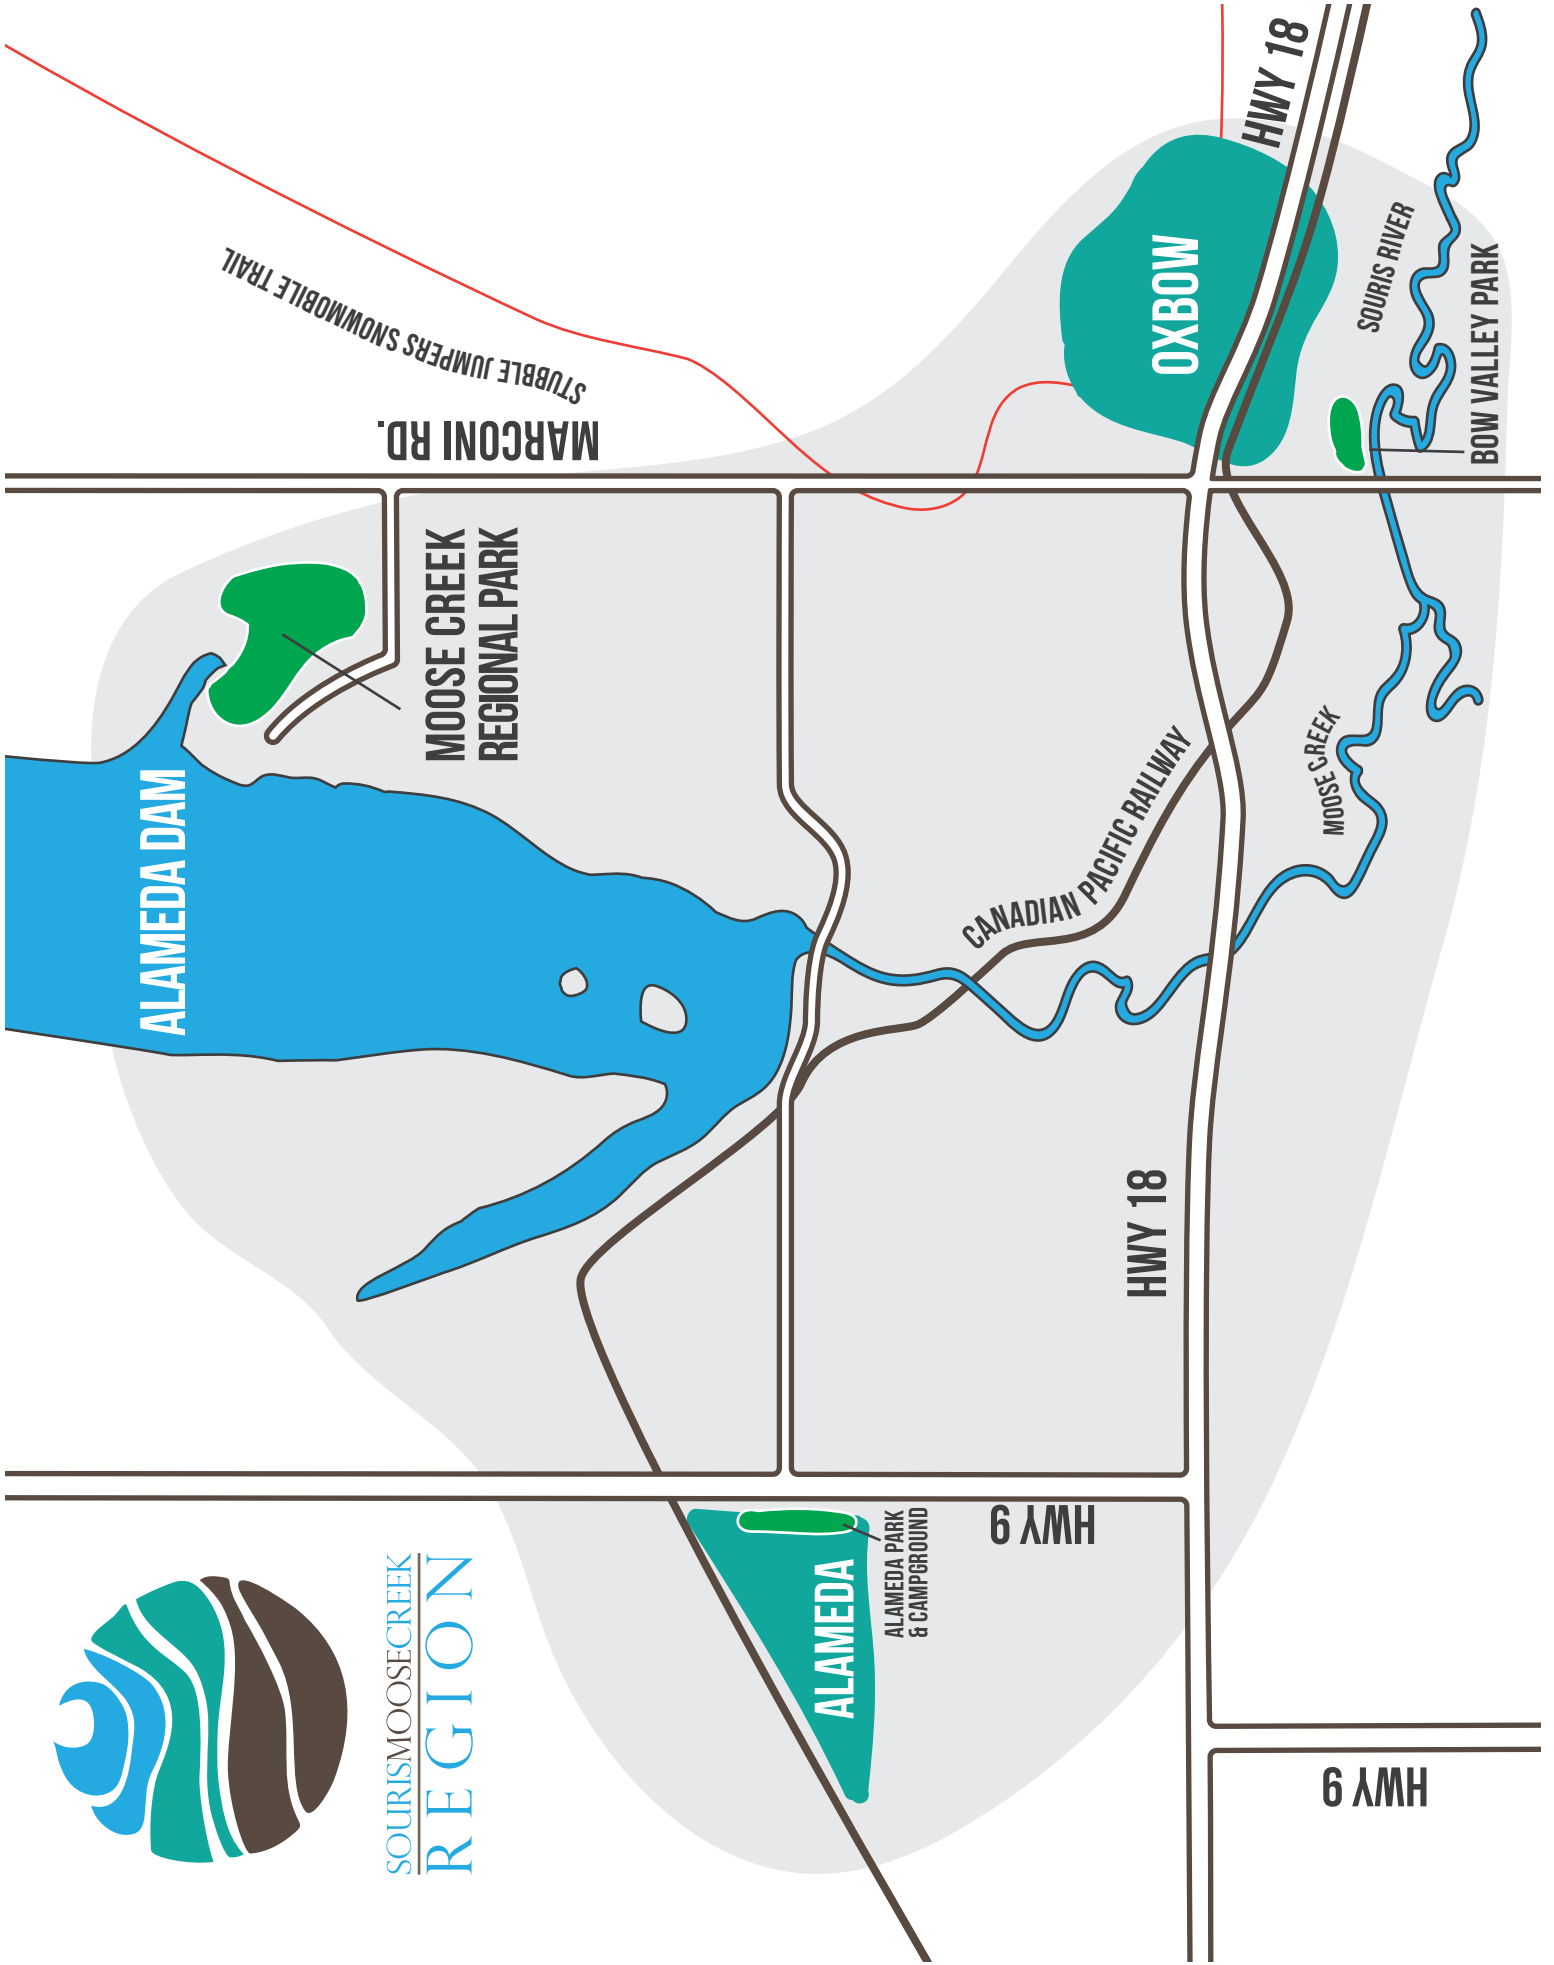 ALAMEDA DAM
STUBBLE JUMPERS SNOWMOBILE TRAIL
MARCONI RD.
MOOSE CREEK
REGIONAL PARK
OXBOW
HWY 18
SOURIS RIVER
BOW VALLEY PARK
CANADIAN PACIFIC RAILWAY
MOOSE CREEK
HWY 18
HWY 9
ALAMEDA
ALAMEDA PARK
& CAMPGROUND
HWY 9
SOURISMOOSECREEK
REGION